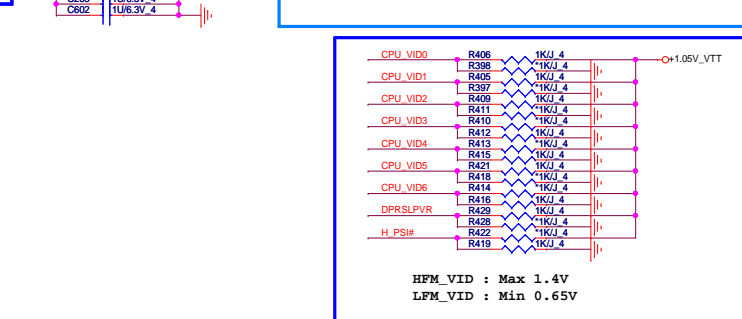 C602 1U/6.3V_4
CPU_VID0 R406 1K/J_4 +1.05V_VTT
R398 *1K/J_4
CPU_VID1 R405 1K/J_4
R397 *1K/J_4
CPU_VID2 R409 1K/J_4
R411 *1K/J_4
CPU_VID3 R410 1K/J_4
R412 *1K/J_4
CPU_VID4 R413 1K/J_4
R415 *1K/J_4
CPU_VID5 R421 1K/J_4
R418 *1K/J_4
CPU_VID6 R414 *1K/J_4
R416 1K/J_4
DPRSLPVR R429 1K/J_4
R428 *1K/J_4
H_PSI# R422 *1K/J_4
R419 1K/J_4
HFM_VID : Max 1.4V
LFM_VID : Min 0.65V